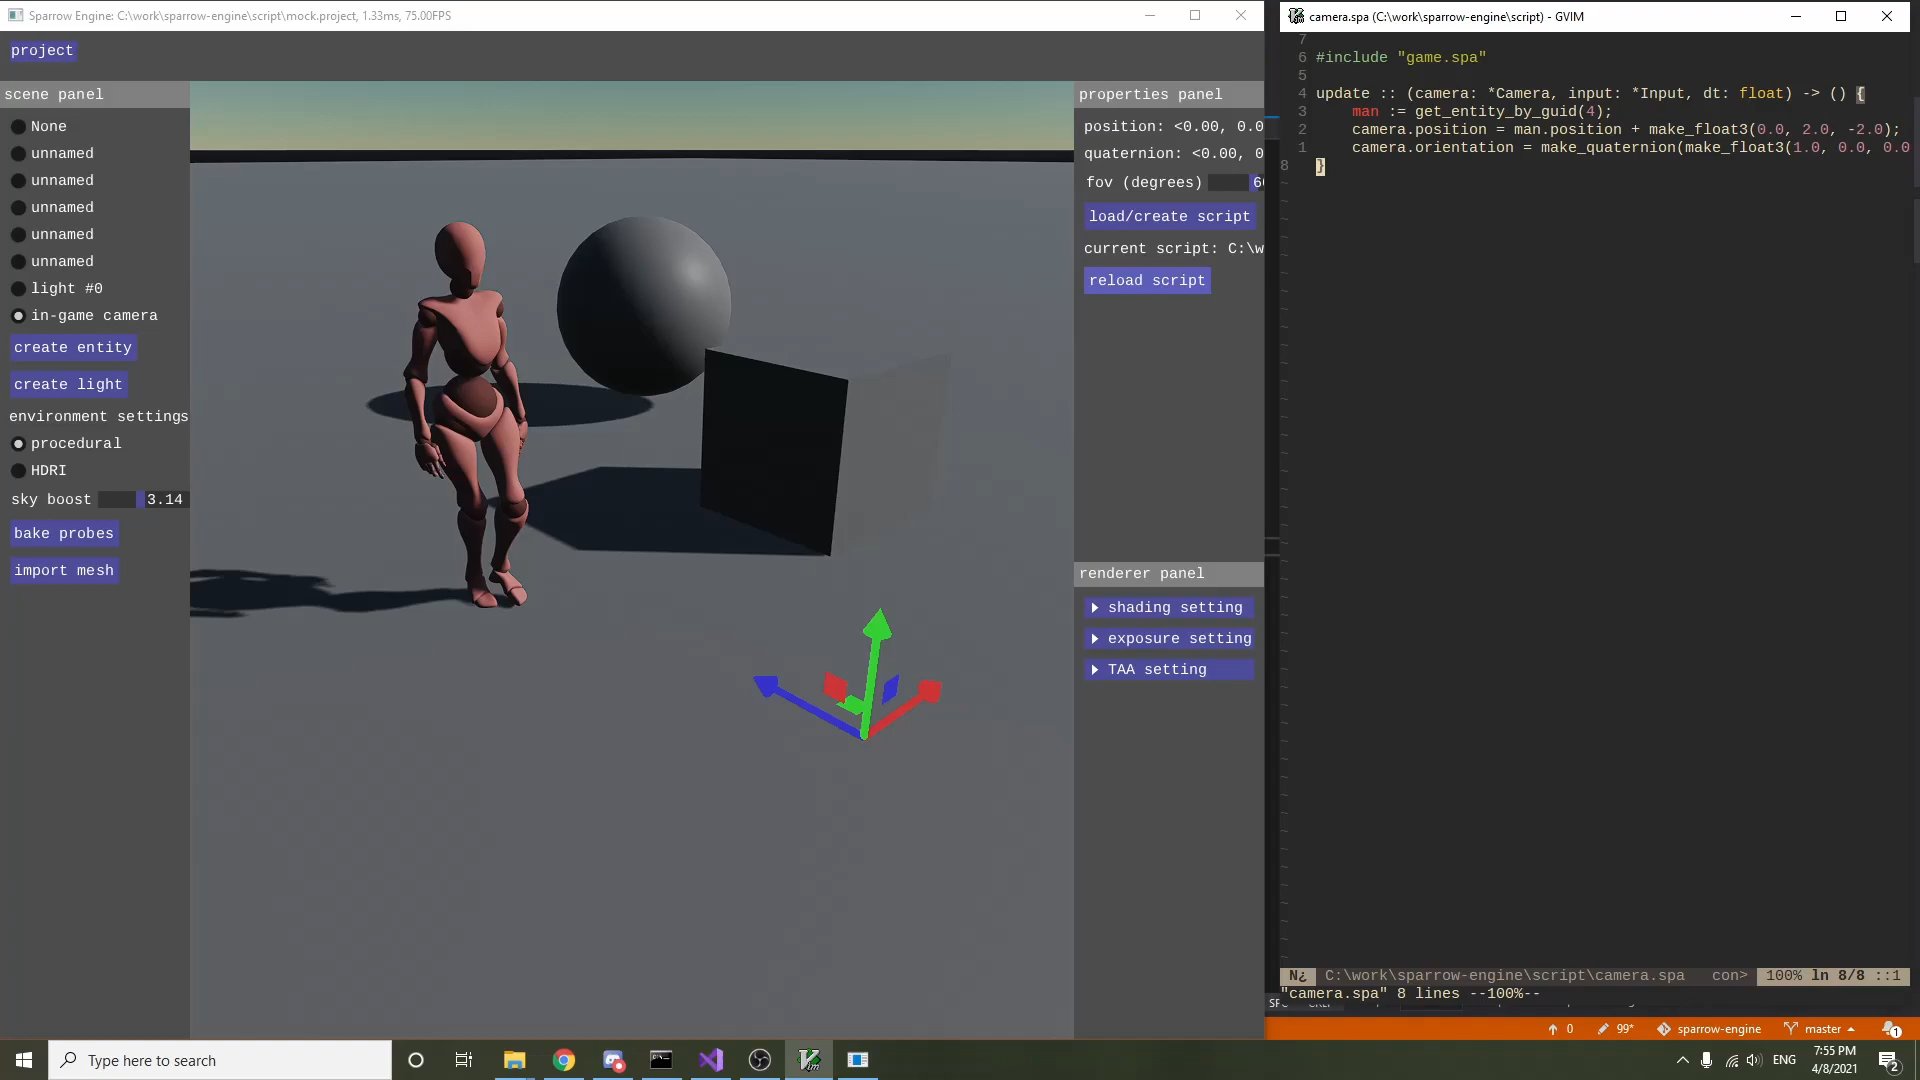 Sparrow Engine: C:\work\sparrow-engine\script\mock.project, 1.33ms, 75.00FPS
project
scene panel
None
unnamed
unnamed
unnamed
unnamed
unnamed
light #0
in-game camera
create entity
create light
environment settings
procedural
HDRI
sky boost 3.14
bake probes
import mesh
properties panel
position: <0.00, 0.0
quaternion: <0.00, 0
fov (degrees) 60
load/create script
current script: C:\w
reload script
renderer panel
shading setting
exposure setting
TAA setting
camera.spa (C:\work\sparrow-engine\script) - GVIM
7
6 #include "game.spa"
5
4 update :: (camera: *Camera, input: *Input, dt: float) -> () {
3 man := get_entity_by_guid(4);
2 camera.position = man.position + make_float3(0.0, 2.0, -2.0);
1 camera.orientation = make_quaternion(make_float3(1.0, 0.0, 0.0
8 }
N¿ C:\work\sparrow-engine\script\camera.spa con> 100% ln 8/8 ::1
"camera.spa" 8 lines --100%--
0 99* sparrow-engine master 1
Type here to search
ENG
7:55 PM
4/8/2021
2